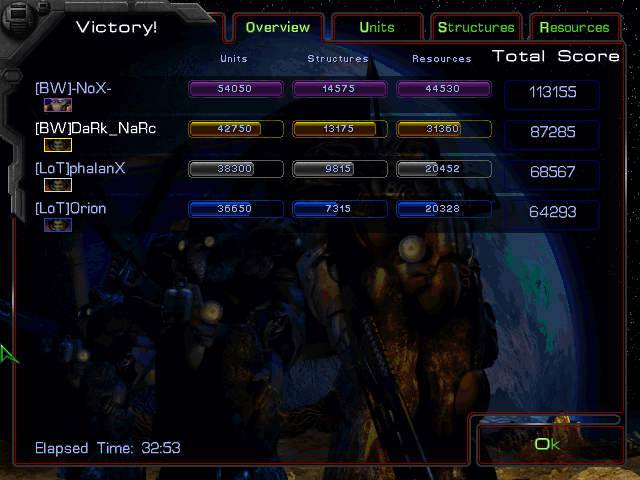 Victory! Overview Units Structures Resources
Units Structures Resources Total Score
[BW]-NoX- 54050 14575 44530 113155
[BW]DaRk_NaRc 42750 13175 31360 87285
[LoT]phalanX 38300 9815 20452 68567
[LoT]Orion 36650 7315 20328 64293
Elapsed Time: 32:53 Ok